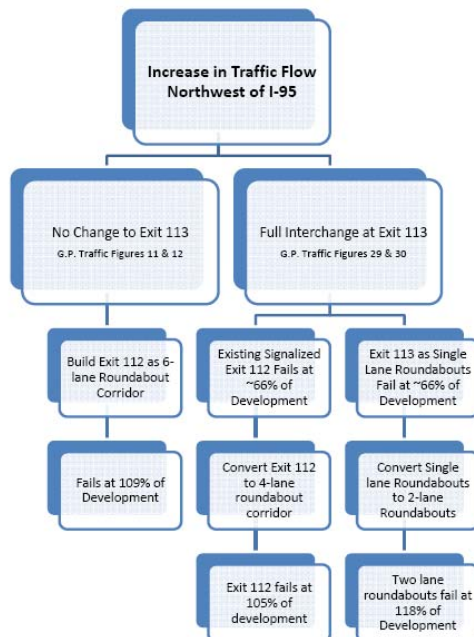 Increase in Traffic Flow
Northwest of I-95
No Change to Exit 113
G.P. Traffic Figures 11 & 12
Full Interchange at Exit 113
G.P. Traffic Figures 29 & 30
Build Exit 112 as 6-
lane Roundabout
Corridor
Existing Signalized
Exit 112 Fails at
~66% of
Development
Exit 113 as Single
Lane Roundabouts
Fail at ~66% of
Development
Fails at 109% of
Development
Convert Exit 112
to 4-lane
roundabout
corridor
Convert Single
lane Roundabouts
to 2-lane
Roundabouts
Exit 112 fails at
105% of
development
Two lane
roundabouts fail at
118% of
Development